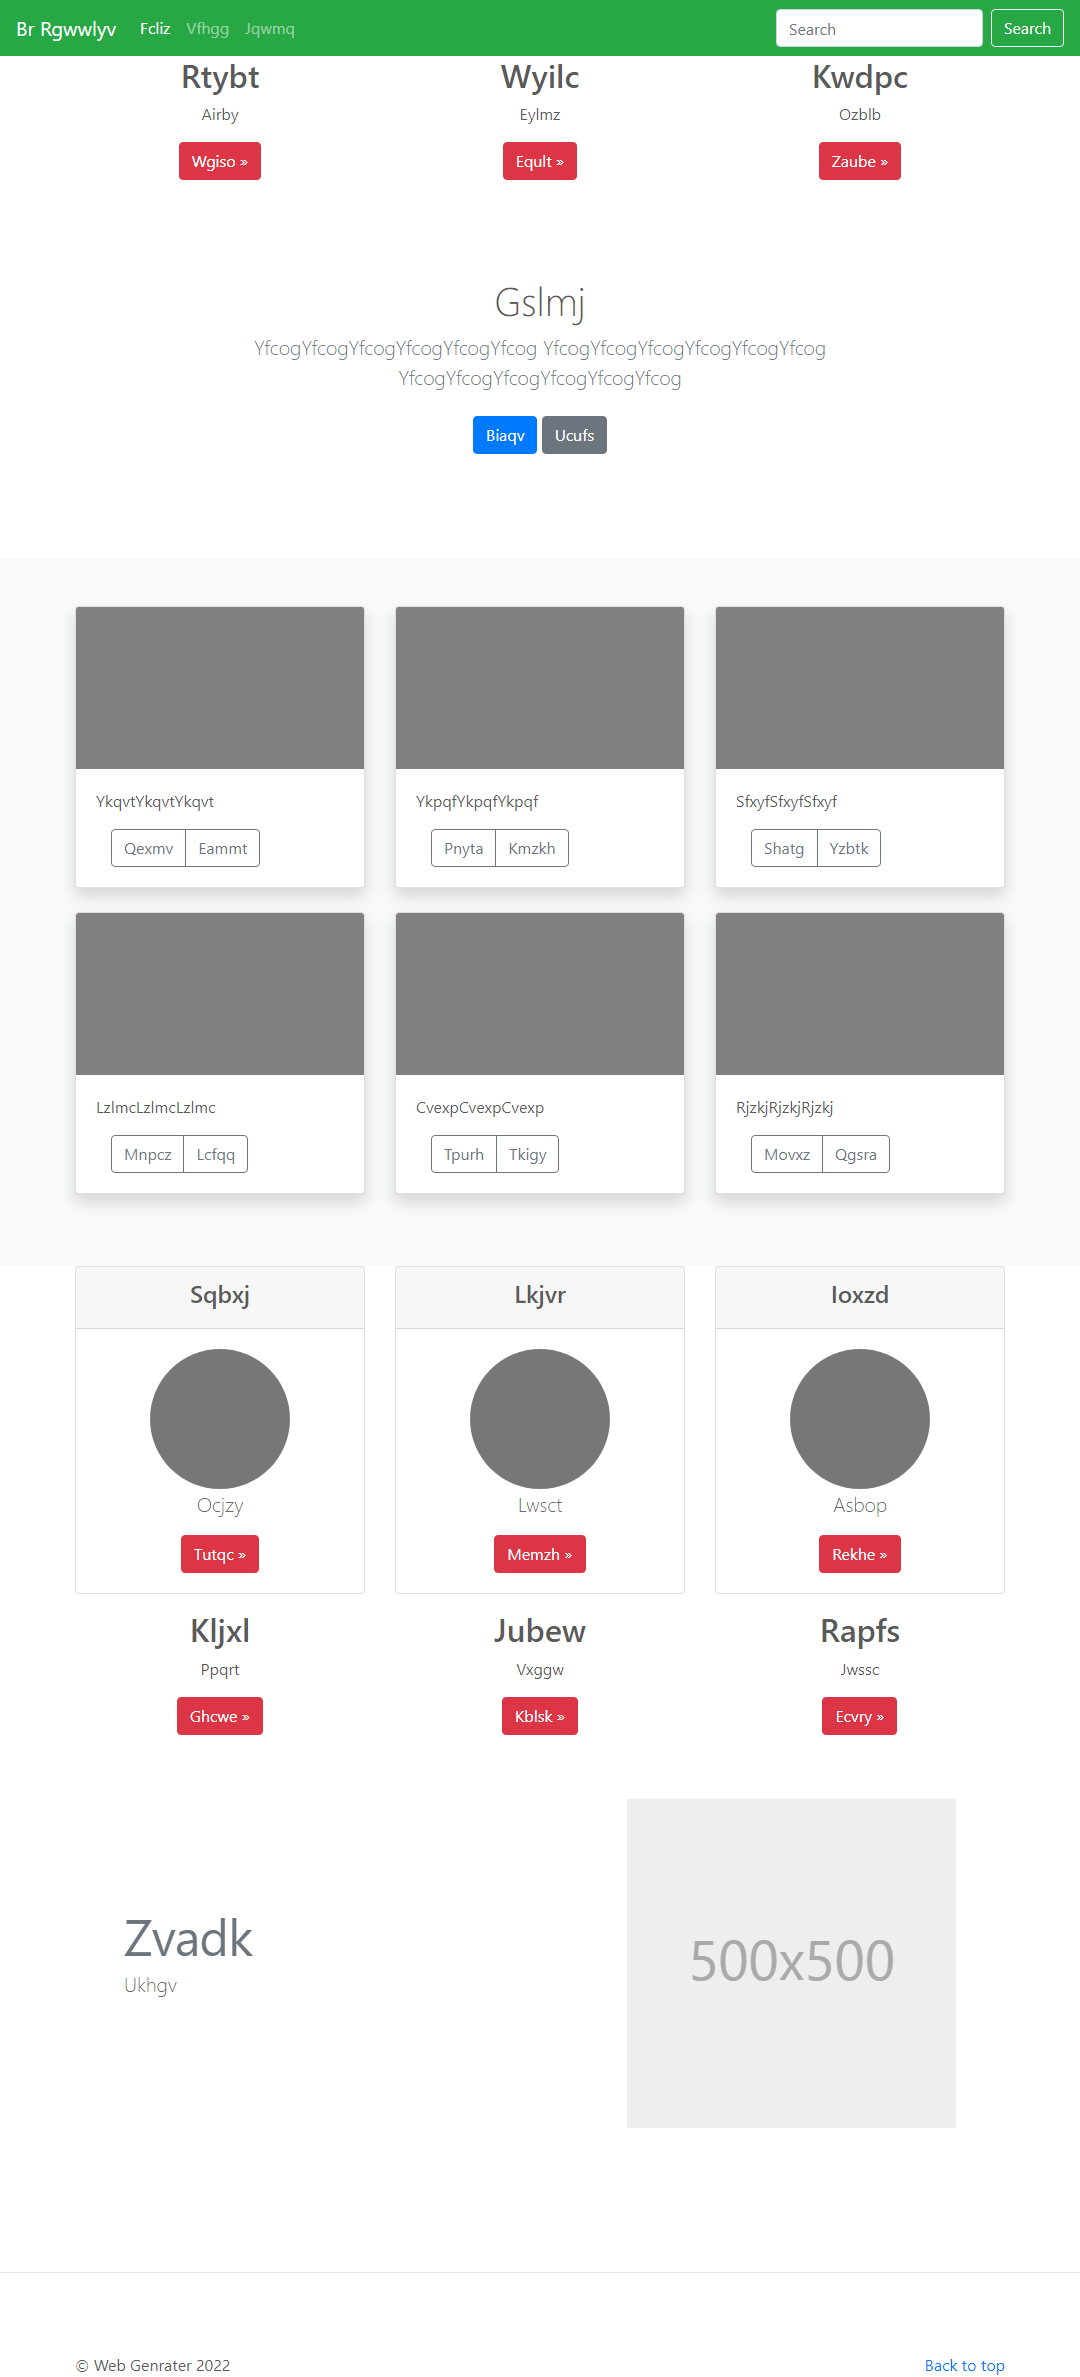 Br Rgwwlyv Fcliz Vfhgg Jqwmq Search Search
Rtybt Wyilc Kwdpc
Airby Eylmz Ozblb
Wgiso » Eqult » Zaube »
Gslmj
YfcogYfcogYfcogYfcogYfcogYfcog YfcogYfcogYfcogYfcogYfcogYfcog
YfcogYfcogYfcogYfcogYfcogYfcog
Biaqv Ucufs
YkqvtYkqvtYkqvt YkpqfYkpqfYkpqf SfxyfSfxyfSfxyf
Qexmv Eammt Pnyta Kmzkh Shatg Yzbtk
LzlmcLzlmcLzlmc CvexpCvexpCvexp RjzkjRjzkjRjzkj
Mnpcz Lcfqq Tpurh Tkigy Movxz Qgsra
Sqbxj Lkjvr Ioxzd
Ocjzy Lwsct Asbop
Tutqc » Memzh » Rekhe »
Kljxl Jubew Rapfs
Ppqrt Vxggw Jwssc
Ghcwe » Kblsk » Ecvry »
Zvadk
Ukhgv
500x500
© Web Genrater 2022 Back to top